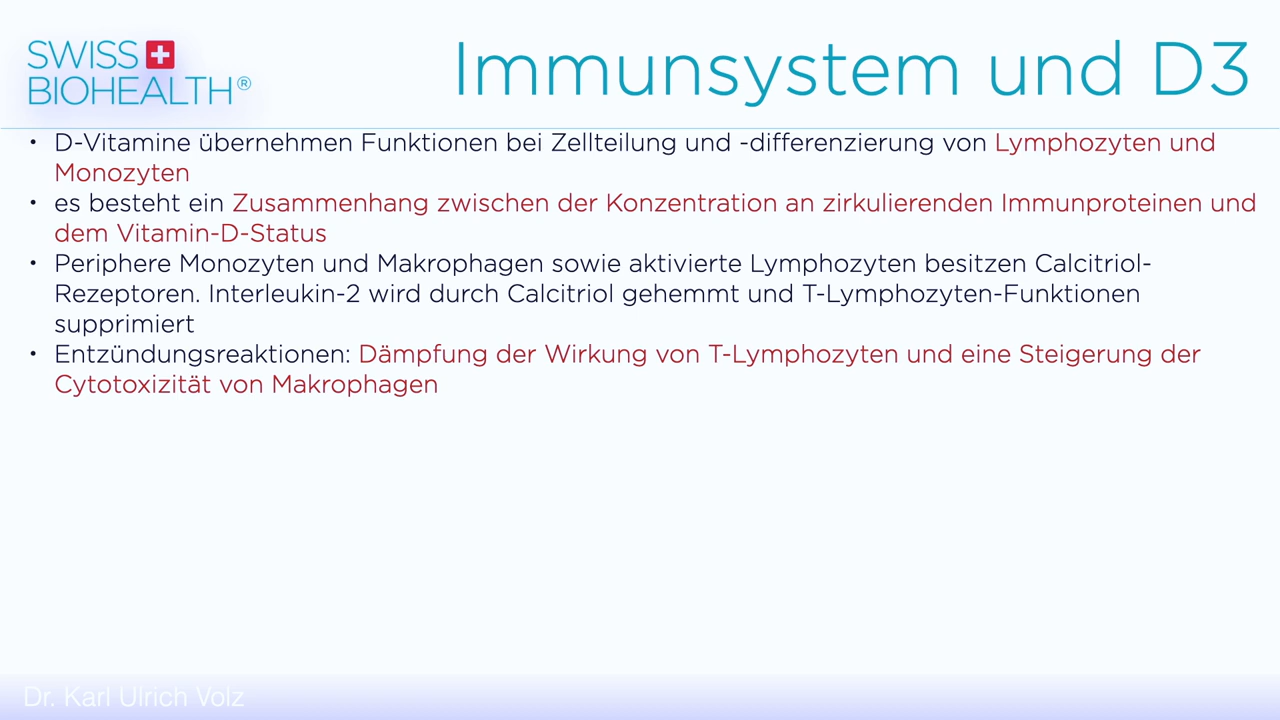 SWISS
BIOHEALTH®
Immunsystem und D3
• D-Vitamine übernehmen Funktionen bei Zellteilung und -differenzierung von Lymphozyten und
Monozyten
• es besteht ein Zusammenhang zwischen der Konzentration an zirkulierenden Immunproteinen und
dem Vitamin-D-Status
• Periphere Monozyten und Makrophagen sowie aktivierte Lymphozyten besitzen Calcitriol-
Rezeptoren. Interleukin-2 wird durch Calcitriol gehemmt und T-Lymphozyten-Funktionen
supprimiert
• Entzündungsreaktionen: Dämpfung der Wirkung von T-Lymphozyten und eine Steigerung der
Cytotoxizität von Makrophagen
Dr. Karl Ulrich Volz